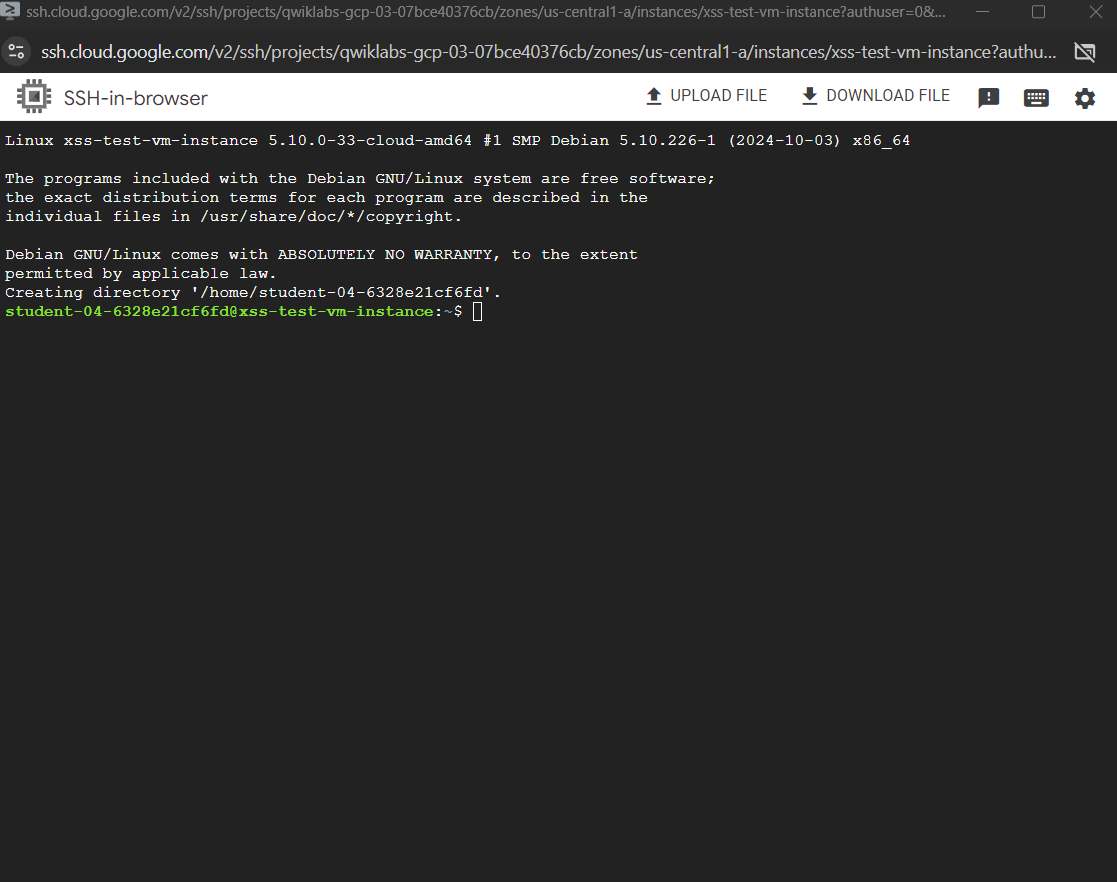 ssh.cloud.google.com/v2/ssh/projects/qwiklabs-gcp-03-07bce40376cb/zones/us-central1-a/instances/xss-test-vm-instance?authuser=0&...
ssh.cloud.google.com/v2/ssh/projects/qwiklabs-gcp-03-07bce40376cb/zones/us-central1-a/instances/xss-test-vm-instance?authu...
SSH-in-browser
UPLOAD FILE
DOWNLOAD FILE
Linux xss-test-vm-instance 5.10.0-33-cloud-amd64 #1 SMP Debian 5.10.226-1 (2024-10-03) x86_64
The programs included with the Debian GNU/Linux system are free software;
the exact distribution terms for each program are described in the
individual files in /usr/share/doc/*/copyright.
Debian GNU/Linux comes with ABSOLUTELY NO WARRANTY, to the extent
permitted by applicable law.
Creating directory '/home/student-04-6328e21cf6fd'.
student-04-6328e21cf6fd@xss-test-vm-instance:~$